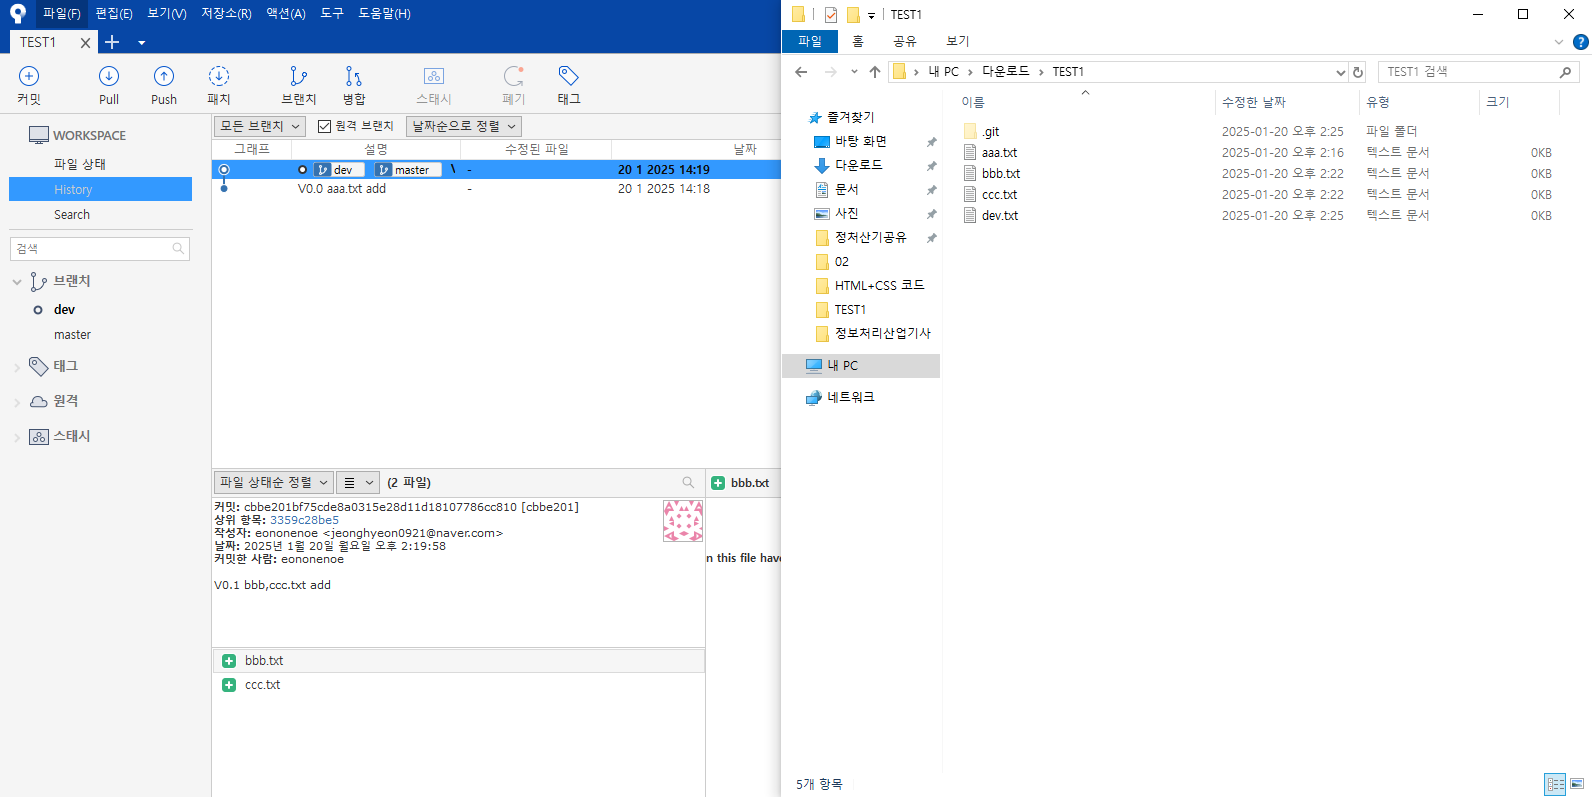 파일(F) 편집(E) 보기(V) 저장소(R) 액션(A) 도구 도움말(H)
TEST1
커밋 Pull Push 패치 브랜치 병합 스태시 폐기 태그
WORKSPACE
파일 상태
History
Search
검색
브랜치
dev
master
태그
원격
스태시
모든 브랜치 원격 브랜치 날짜순으로 정렬
그래프 설명 수정된 파일 날짜
dev master - 20 1 2025 14:19
V0.0 aaa.txt add - 20 1 2025 14:18
파일 상태순 정렬 (2 파일)
커밋: cbbe201bf75cde8a0315e28d11d18107786cc810 [cbbe201]
상위 항목: 3359c28be5
작성자: eononenoe <jeonghyeon0921@naver.com>
날짜: 2025년 1월 20일 월요일 오후 2:19:58
커밋한 사람: eononenoe
V0.1 bbb,ccc.txt add
bbb.txt
ccc.txt
bbb.txt
n this file have
TEST1
파일 홈 공유 보기
내 PC 다운로드 TEST1
TEST1 검색
즐겨찾기
바탕 화면
다운로드
문서
사진
정처산기공유
02
HTML+CSS 코드
TEST1
정보처리산업기사
내 PC
네트워크
이름 수정한 날짜 유형 크기
.git 2025-01-20 오후 2:25 파일 폴더
aaa.txt 2025-01-20 오후 2:16 텍스트 문서 0KB
bbb.txt 2025-01-20 오후 2:22 텍스트 문서 0KB
ccc.txt 2025-01-20 오후 2:22 텍스트 문서 0KB
dev.txt 2025-01-20 오후 2:25 텍스트 문서 0KB
5개 항목